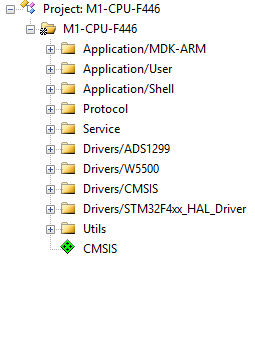 Project: M1-CPU-F446
M1-CPU-F446
Application/MDK-ARM
Application/User
Application/Shell
Protocol
Service
Drivers/ADS1299
Drivers/W5500
Drivers/CMSIS
Drivers/STM32F4xx_HAL_Driver
Utils
CMSIS